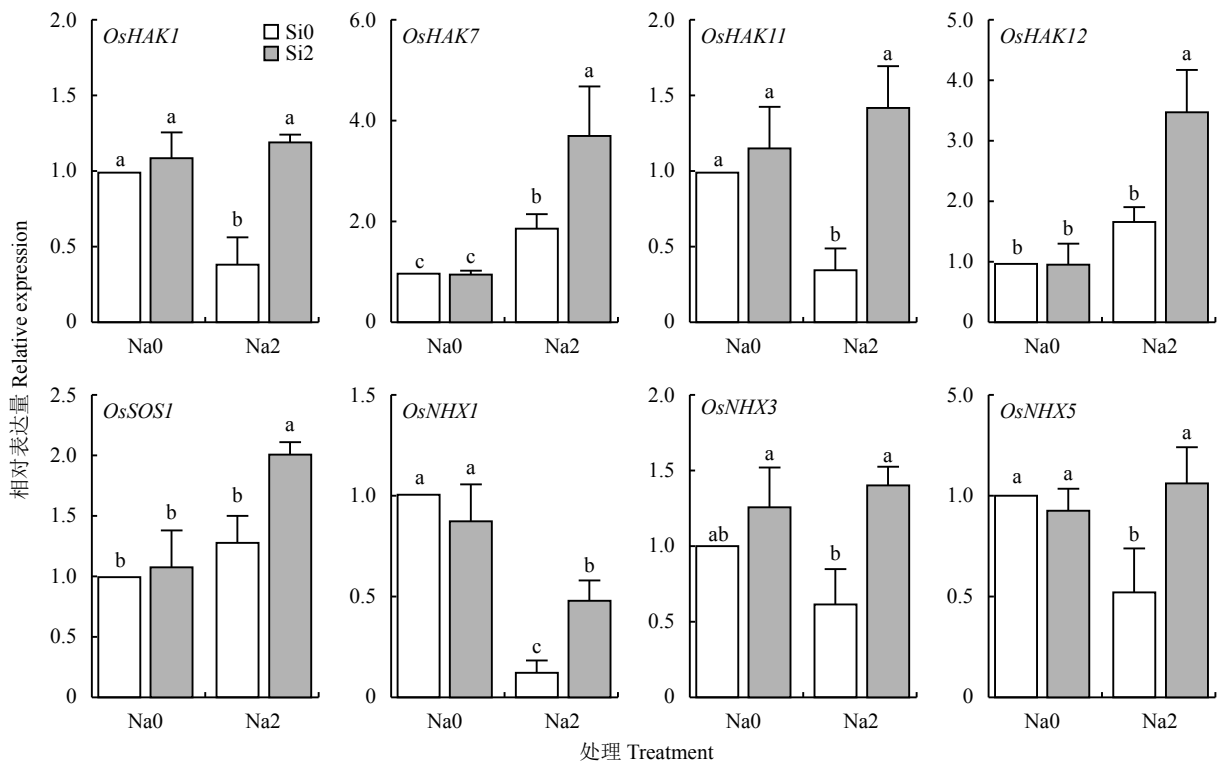 相对表达量 Relative expression
OsHAK1
Si0
Si2
2.0
1.5
1.0
0.5
0
a
a
b
a
Na0
Na2
OsHAK7
6.0
4.0
2.0
0
c
c
b
a
Na0
Na2
OsHAK11
2.0
1.5
1.0
0.5
0
a
a
b
a
Na0
Na2
OsHAK12
5.0
4.0
3.0
2.0
1.0
0
b
b
b
a
Na0
Na2
OsSOS1
2.5
2.0
1.5
1.0
0.5
0
b
b
b
a
Na0
Na2
OsNHX1
1.5
1.0
0.5
0
a
a
c
b
Na0
Na2
OsNHX3
2.0
1.5
1.0
0.5
0
ab
a
b
a
Na0
Na2
OsNHX5
5.0
1.0
0.5
0
a
a
b
a
Na0
Na2
处理 Treatment